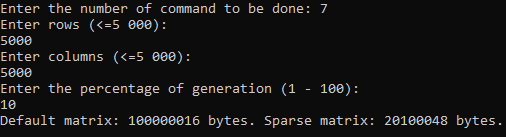 Enter the number of command to be done: 7
Enter rows (<=5 000):
5000
Enter columns (<=5 000):
5000
Enter the percentage of generation (1 - 100):
10
Default matrix: 100000016 bytes. Sparse matrix: 20100048 bytes.